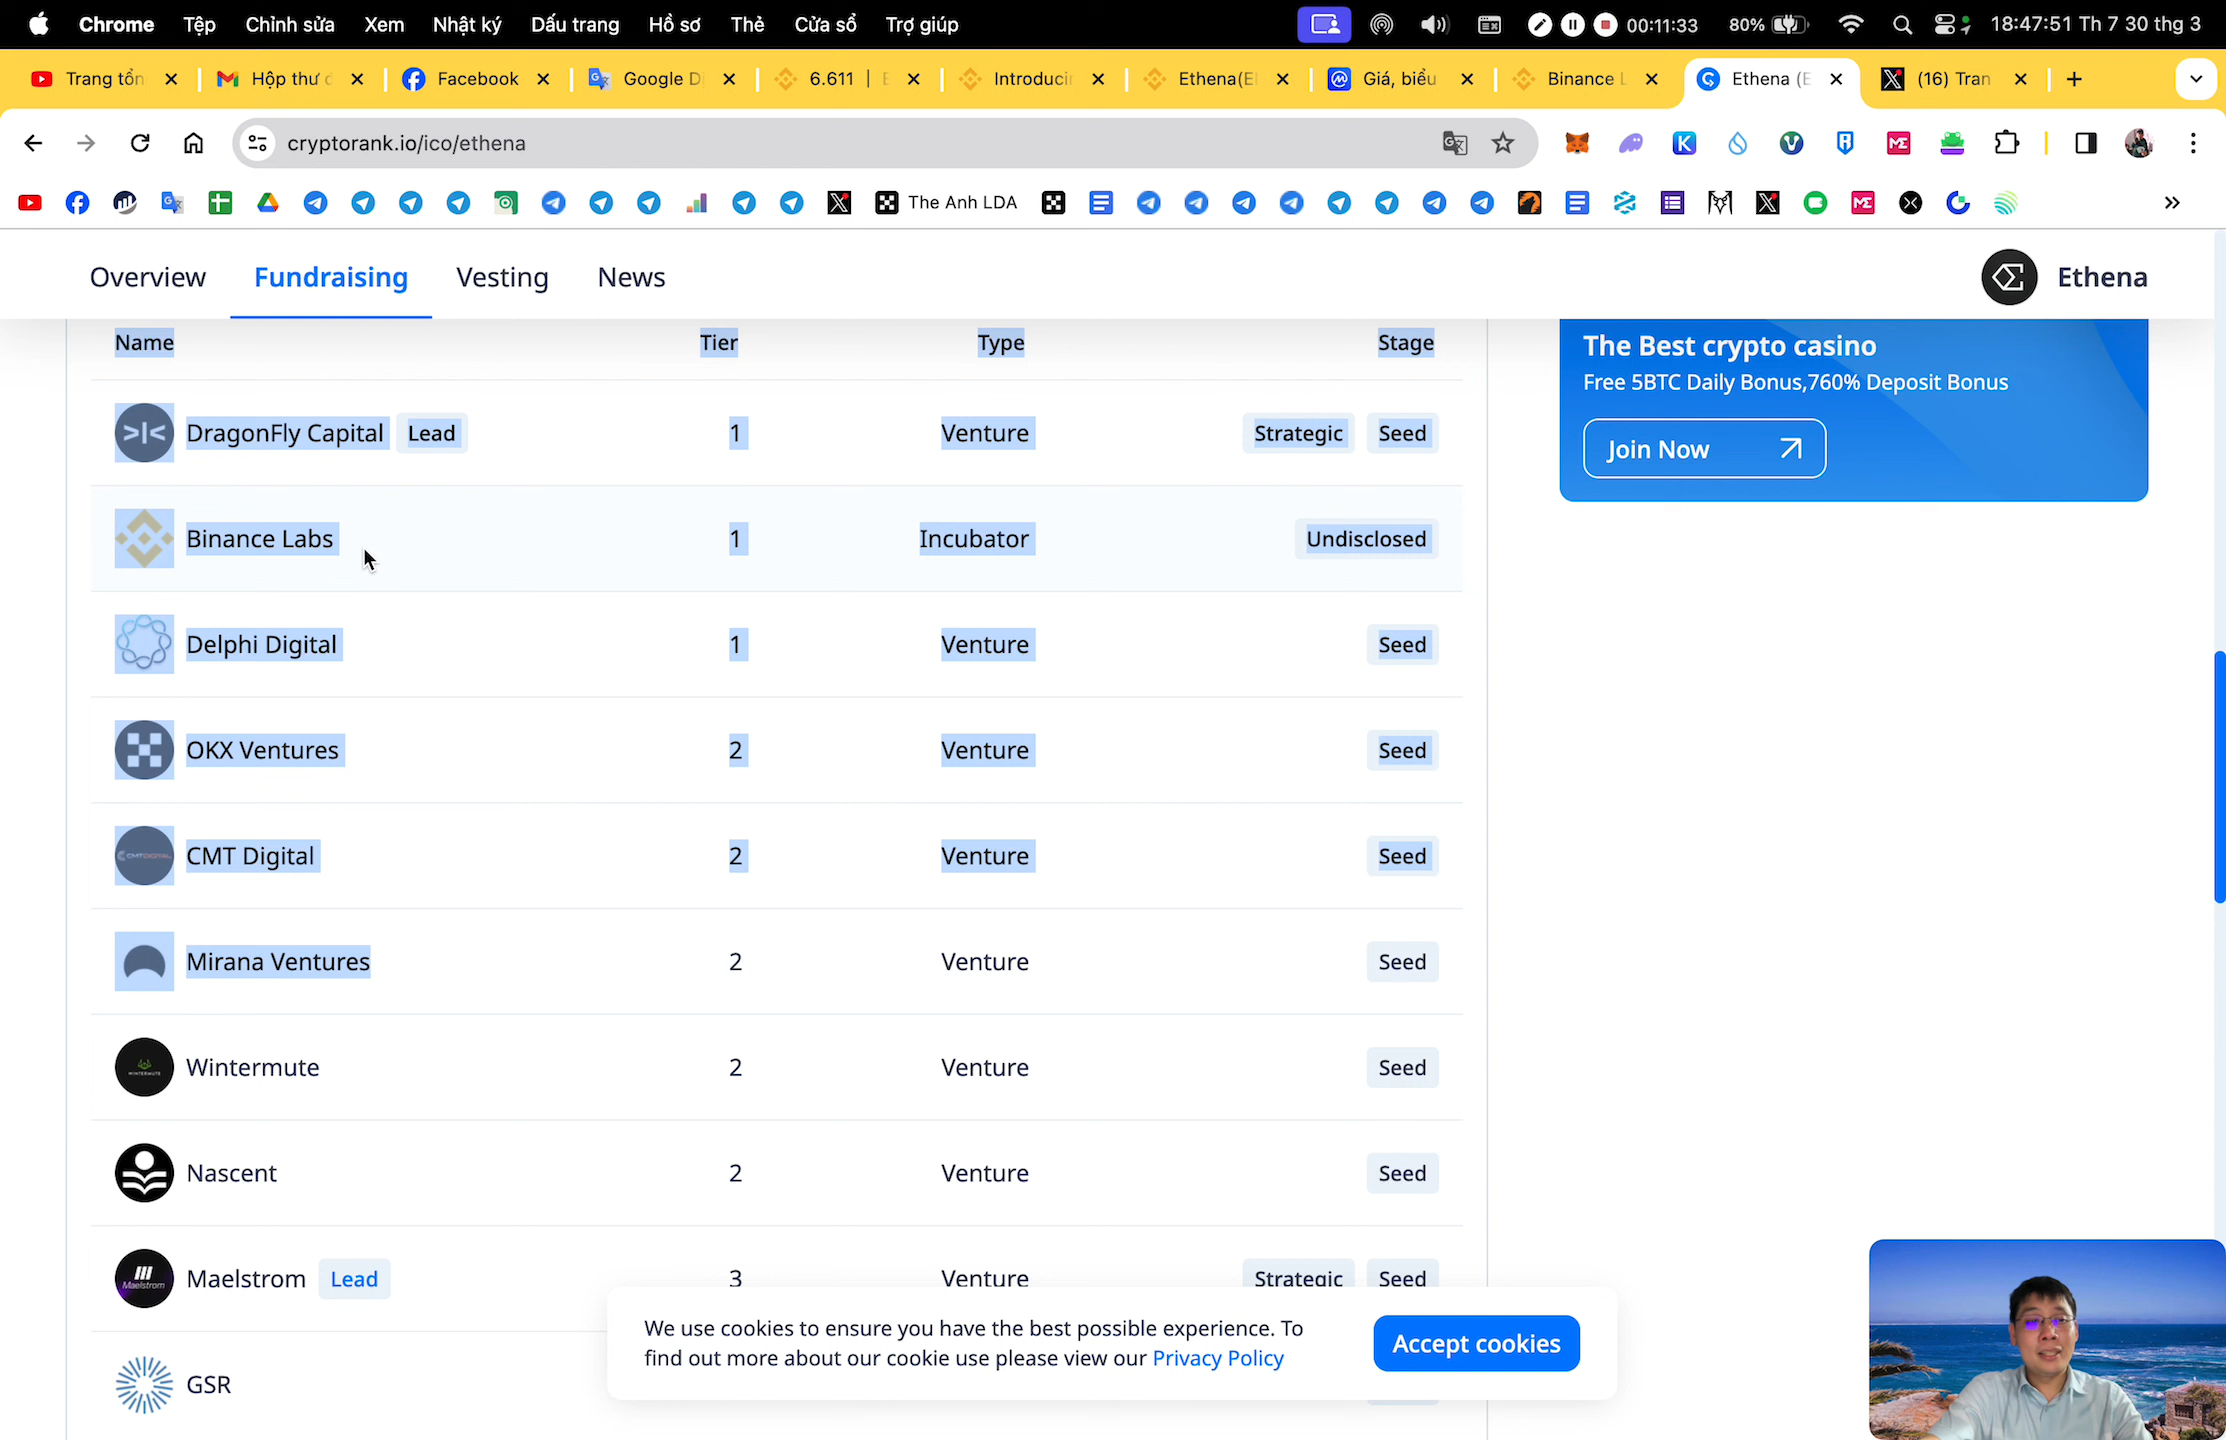 Chrome Tệp Chỉnh sửa Xem Nhật ký Dấu trang Hồ sơ Thẻ Cửa sổ Trợ giúp 00:11:33 80% 18:47:51 Th 7 30 thg 3
Trang tổn Hộp thư Facebook Google D 6.611 | Introduci Ethena(E Giá, biểu Binance L Ethena (E (16) Tran
cryptorank.io/ico/ethena
The Anh LDA
Overview Fundraising Vesting News Ethena
Name Tier Type Stage
The Best crypto casino
Free 5BTC Daily Bonus,760% Deposit Bonus
Join Now
DragonFly Capital Lead 1 Venture Strategic Seed
Binance Labs 1 Incubator Undisclosed
Delphi Digital 1 Venture Seed
OKX Ventures 2 Venture Seed
CMT Digital 2 Venture Seed
Mirana Ventures 2 Venture Seed
Wintermute 2 Venture Seed
Nascent 2 Venture Seed
Maelstrom Lead 3 Venture Strategic Seed
GSR
We use cookies to ensure you have the best possible experience. To
find out more about our cookie use please view our Privacy Policy
Accept cookies